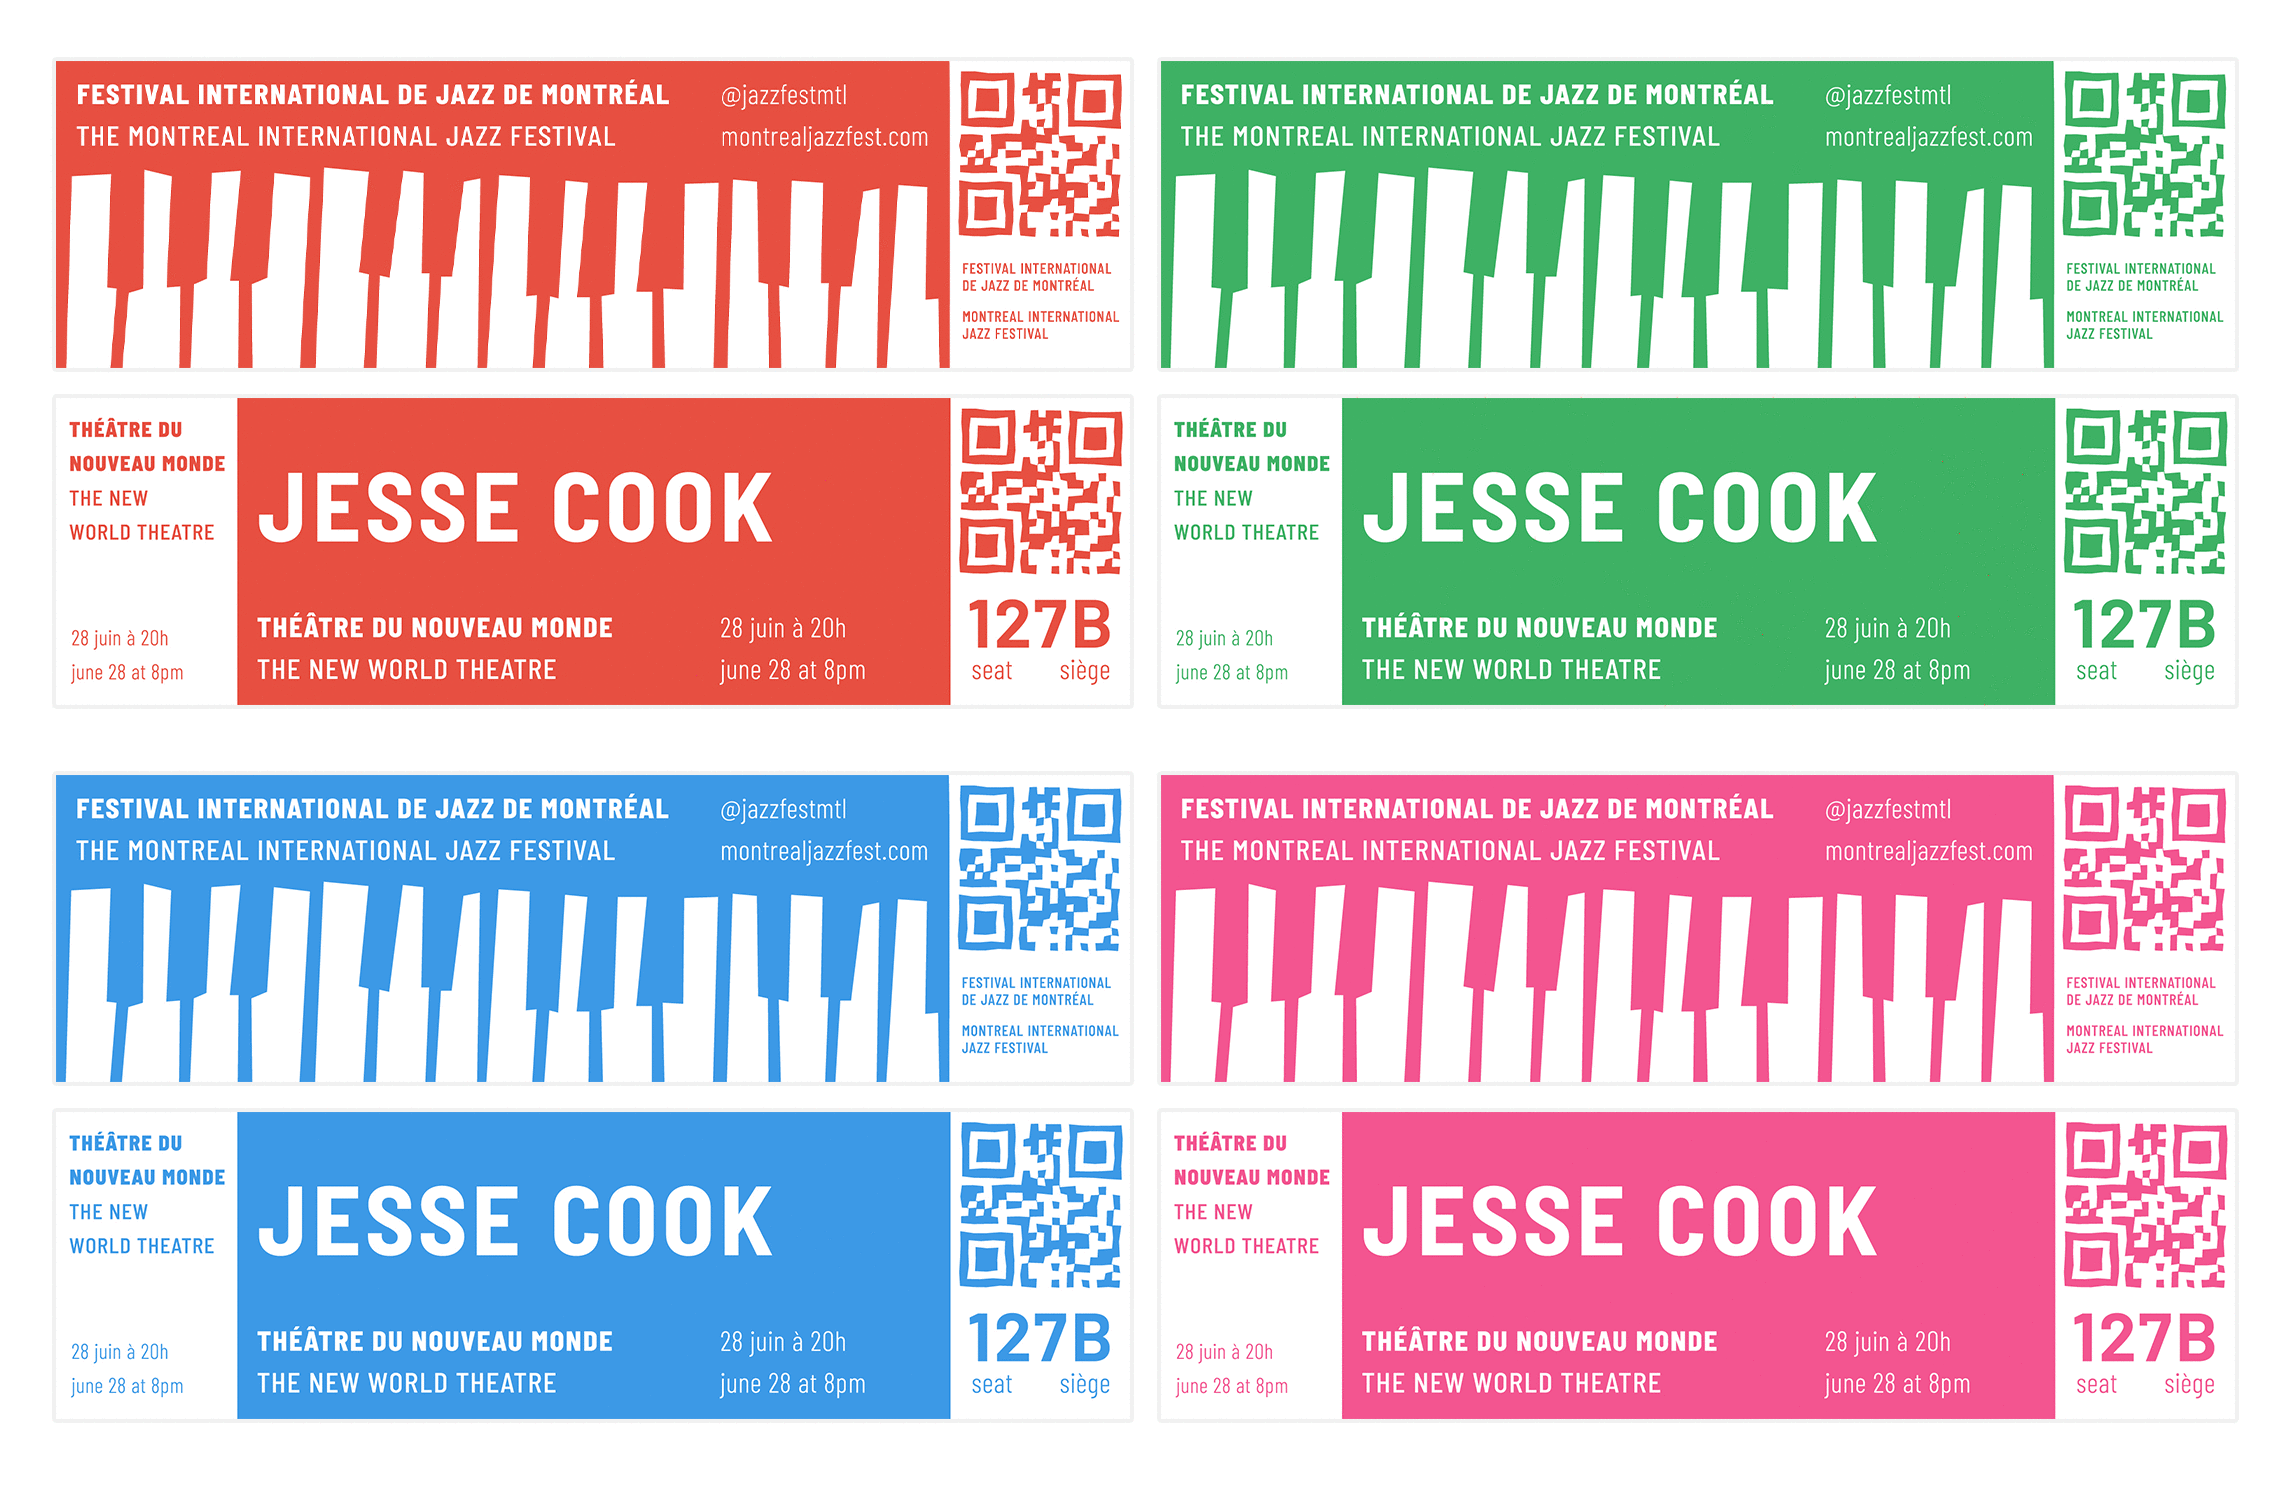 FESTIVAL INTERNATIONAL DE JAZZ DE MONTRÉAL
THE MONTREAL INTERNATIONAL JAZZ FESTIVAL
@jazzfestmtl
montrealjazzfest.com
FESTIVAL INTERNATIONAL
DE JAZZ DE MONTRÉAL
MONTREAL INTERNATIONAL
JAZZ FESTIVAL
FESTIVAL INTERNATIONAL DE JAZZ DE MONTRÉAL
THE MONTREAL INTERNATIONAL JAZZ FESTIVAL
@jazzfestmtl
montrealjazzfest.com
FESTIVAL INTERNATIONAL
DE JAZZ DE MONTRÉAL
MONTREAL INTERNATIONAL
JAZZ FESTIVAL
THÉÂTRE DU
NOUVEAU MONDE
THE NEW
WORLD THEATRE
28 juin à 20h
june 28 at 8pm
JESSE COOK
THÉÂTRE DU NOUVEAU MONDE
THE NEW WORLD THEATRE
28 juin à 20h
june 28 at 8pm
127B
seat siège
THÉÂTRE DU
NOUVEAU MONDE
THE NEW
WORLD THEATRE
28 juin à 20h
june 28 at 8pm
JESSE COOK
THÉÂTRE DU NOUVEAU MONDE
THE NEW WORLD THEATRE
28 juin à 20h
june 28 at 8pm
127B
seat siège
FESTIVAL INTERNATIONAL DE JAZZ DE MONTRÉAL
THE MONTREAL INTERNATIONAL JAZZ FESTIVAL
@jazzfestmtl
montrealjazzfest.com
FESTIVAL INTERNATIONAL
DE JAZZ DE MONTRÉAL
MONTREAL INTERNATIONAL
JAZZ FESTIVAL
FESTIVAL INTERNATIONAL DE JAZZ DE MONTRÉAL
THE MONTREAL INTERNATIONAL JAZZ FESTIVAL
@jazzfestmtl
montrealjazzfest.com
FESTIVAL INTERNATIONAL
DE JAZZ DE MONTRÉAL
MONTREAL INTERNATIONAL
JAZZ FESTIVAL
THÉÂTRE DU
NOUVEAU MONDE
THE NEW
WORLD THEATRE
28 juin à 20h
june 28 at 8pm
JESSE COOK
THÉÂTRE DU NOUVEAU MONDE
THE NEW WORLD THEATRE
28 juin à 20h
june 28 at 8pm
127B
seat siège
THÉÂTRE DU
NOUVEAU MONDE
THE NEW
WORLD THEATRE
28 juin à 20h
june 28 at 8pm
JESSE COOK
THÉÂTRE DU NOUVEAU MONDE
THE NEW WORLD THEATRE
28 juin à 20h
june 28 at 8pm
127B
seat siège